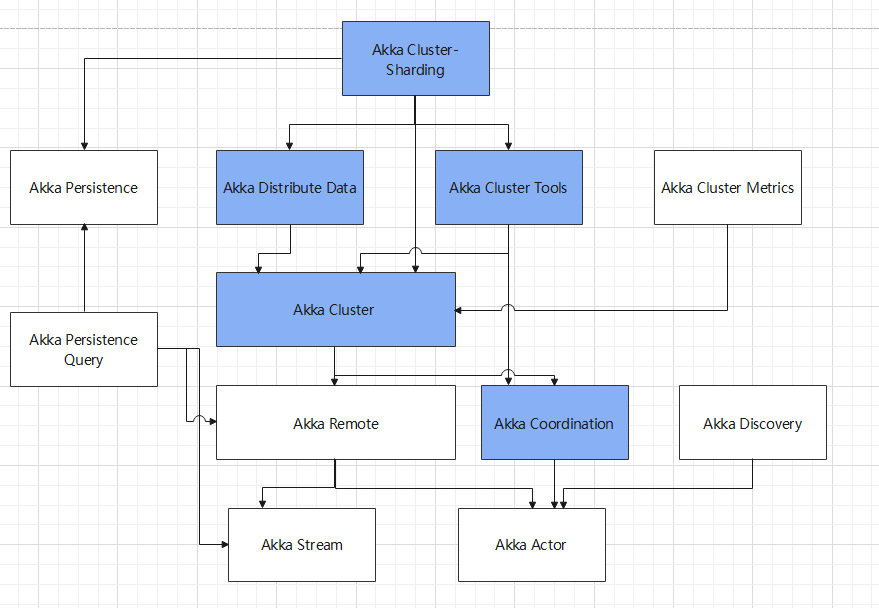 Akka Cluster-
Sharding
Akka Persistence
Akka Distribute Data
Akka Cluster Tools
Akka Cluster Metrics
Akka Cluster
Akka Persistence
Query
Akka Remote
Akka Coordination
Akka Discovery
Akka Stream
Akka Actor